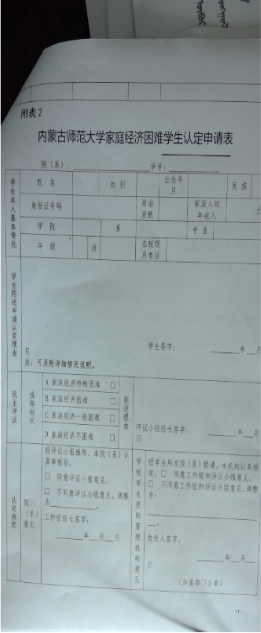 附表2
内蒙古师范大学家庭经济困难学生认定申请表
院（系）： 学号：
学生本人基本情况
姓名 性别 出生年月 民族
身份证号码 政治面貌 家庭人均年收入 元
学院 系 专业
年级 班 在校联系电话
学生陈述申请认定理由
学生签字： 年 月 日
注：可另附详细情况说明。
民主评议
推荐档次
A 家庭经济特殊困难 □
B 家庭经济困难 □
C 家庭经济一般困难 □
D 家庭经济不困难 □
陈述理由
评议小组组长签字： 年 月 日
认定决定
院（系）意见
经评议小组推荐、本院（系）认真审核后，
□ 同意评议小组意见。
□ 不同意评议小组意见。调整为
工作组组长签字：
年 月 日
学校学生资助管理机构意见
经学生所在院（系）提请，本机构认真核实，
□ 同意工作组和评议小组意见。
□ 不同意工作组和评议小组意见。调整为
负责人签字：
年 月 日
（加盖部门公章）